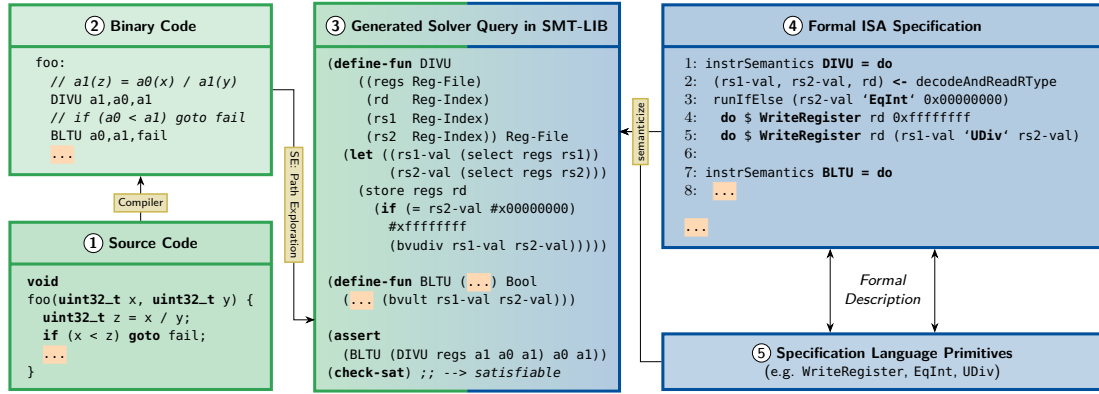 ② Binary Code
foo:
// a1(z) = a0(x) / a1(y)
DIVU a1,a0,a1
// if (a0 < a1) goto fail
BLTU a0,a1,fail
...
Compiler
① Source Code
void
foo(uint32_t x, uint32_t y) {
uint32_t z = x / y;
if (x < z) goto fail;
...
}
SE: Path Exploration
③ Generated Solver Query in SMT-LIB
(define-fun DIVU
((regs Reg-File)
(rd Reg-Index)
(rs1 Reg-Index)
(rs2 Reg-Index)) Reg-File
(let ((rs1-val (select regs rs1))
(rs2-val (select regs rs2)))
(store regs rd
(if (= rs2-val #x00000000)
#xffffffff
(bvudiv rs1-val rs2-val)))))
(define-fun BLTU (...) Bool
(... (bvult rs1-val rs2-val)))
(assert
(BLTU (DIVU regs a1 a0 a1) a0 a1))
(check-sat) ;; --> satisfiable
semanticize
④ Formal ISA Specification
1: instrSemantics DIVU = do
2: (rs1-val, rs2-val, rd) <- decodeAndReadRType
3: runIfElse (rs2-val ‘EqInt‘ 0x00000000)
4: do $ WriteRegister rd 0xffffffff
5: do $ WriteRegister rd (rs1-val ‘UDiv‘ rs2-val)
6:
7: instrSemantics BLTU = do
8: ...
...
Formal
Description
⑤ Specification Language Primitives
(e.g. WriteRegister, EqInt, UDiv)